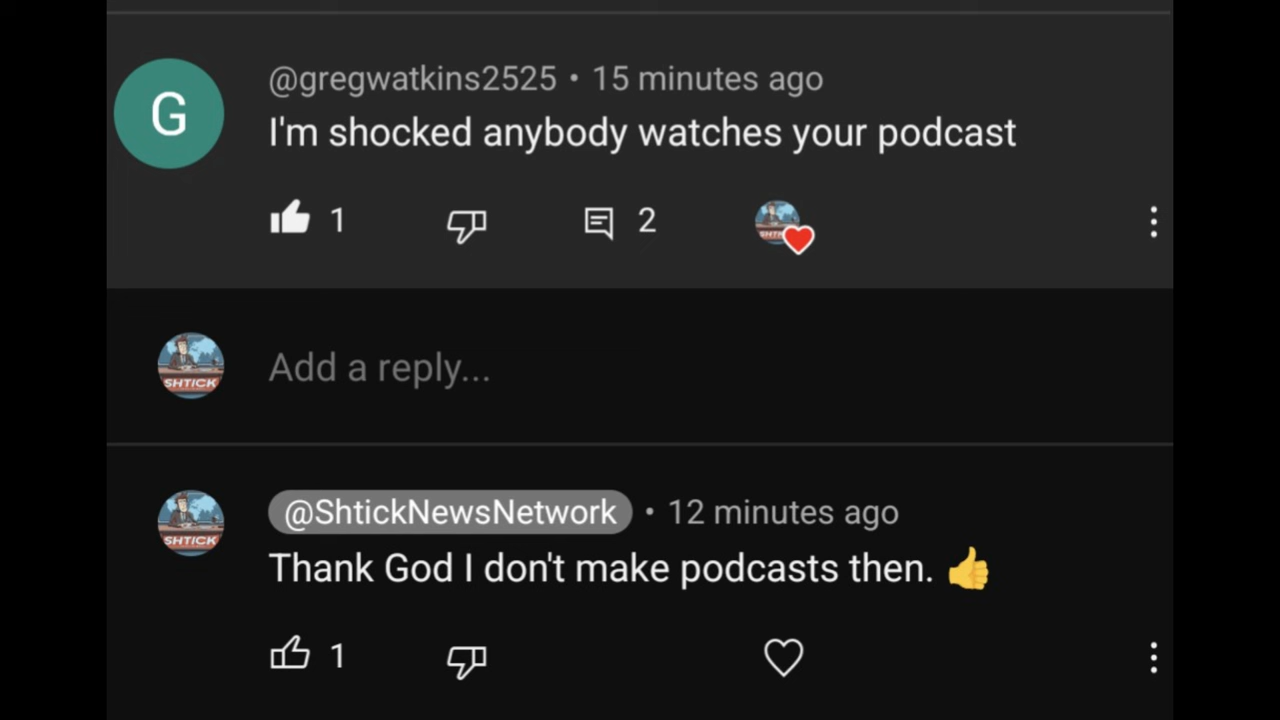 @gregwatkins2525 • 15 minutes ago
G
I'm shocked anybody watches your podcast
1
2
Add a reply...
SHTICK
@ShtickNewsNetwork • 12 minutes ago
SHTICK
Thank God I don't make podcasts then. 👍
1